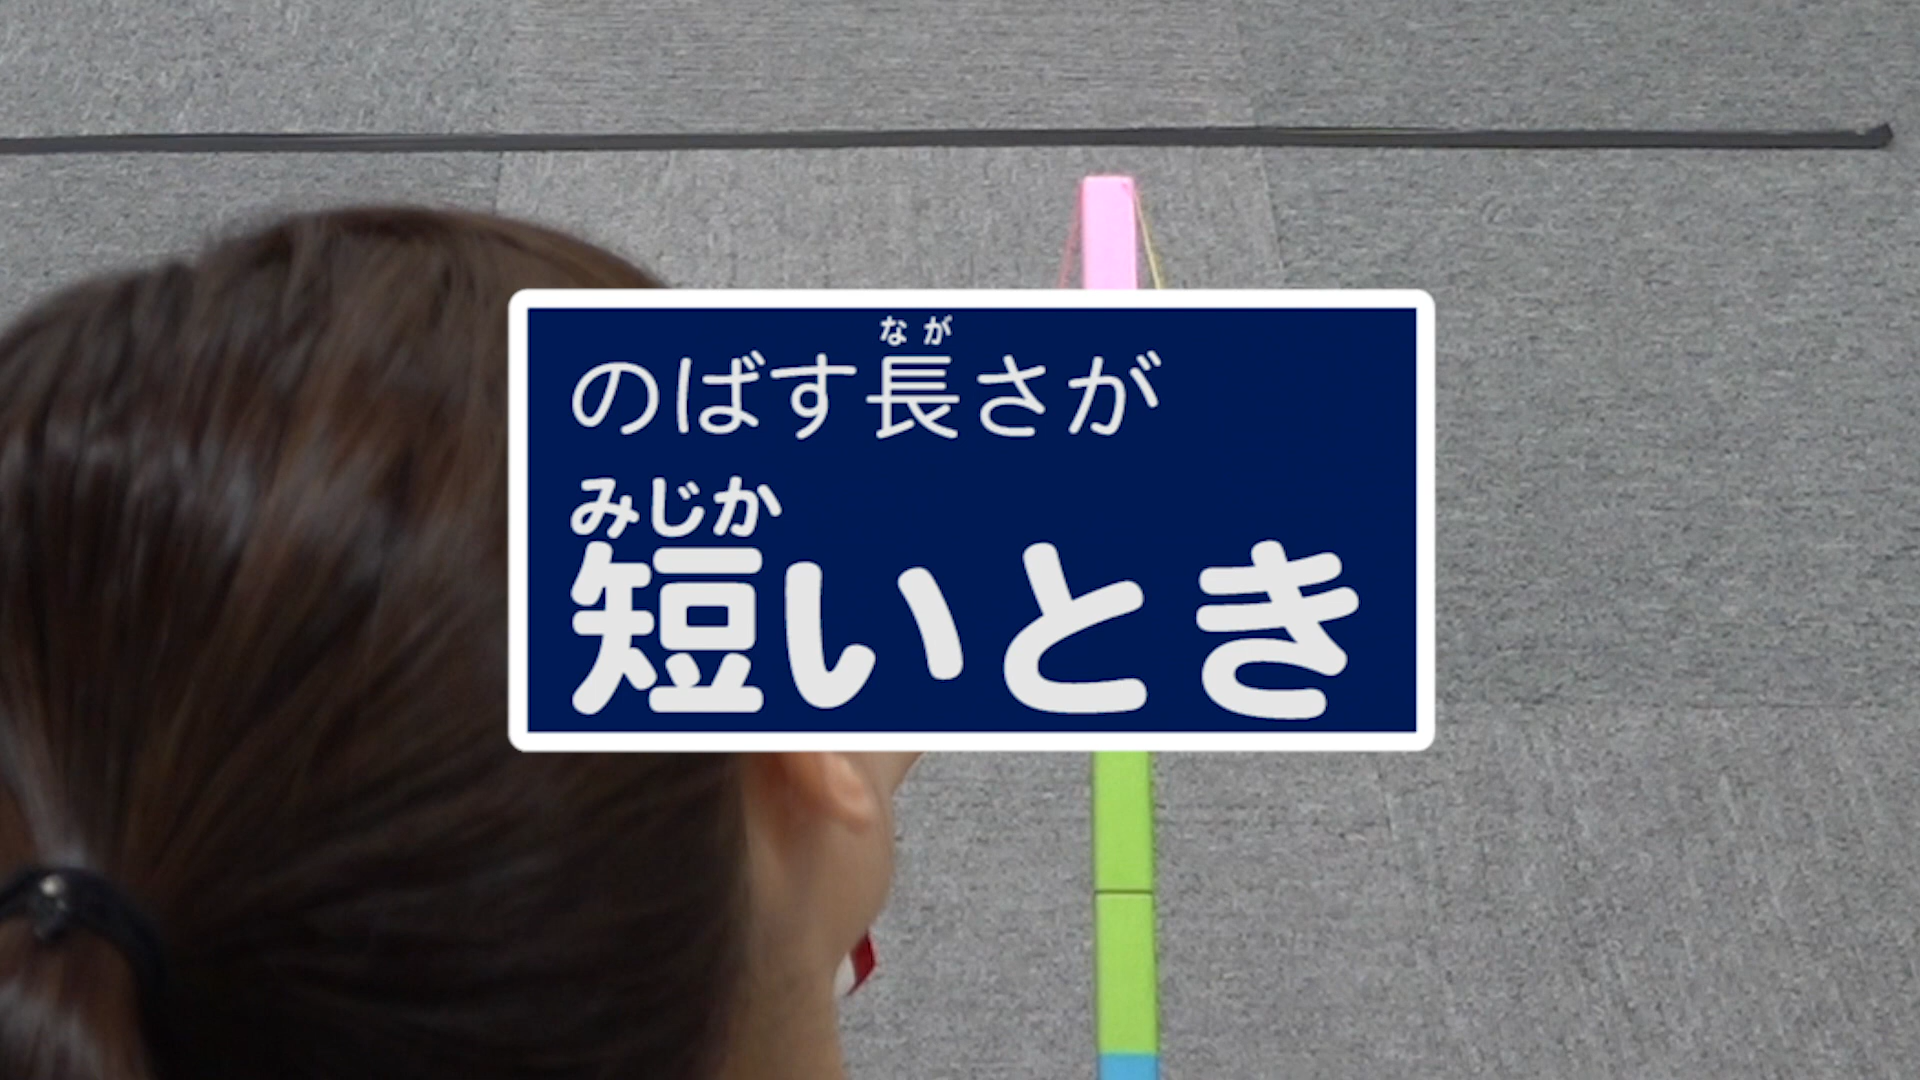 なが
のばす長さが
みじか
短いとき